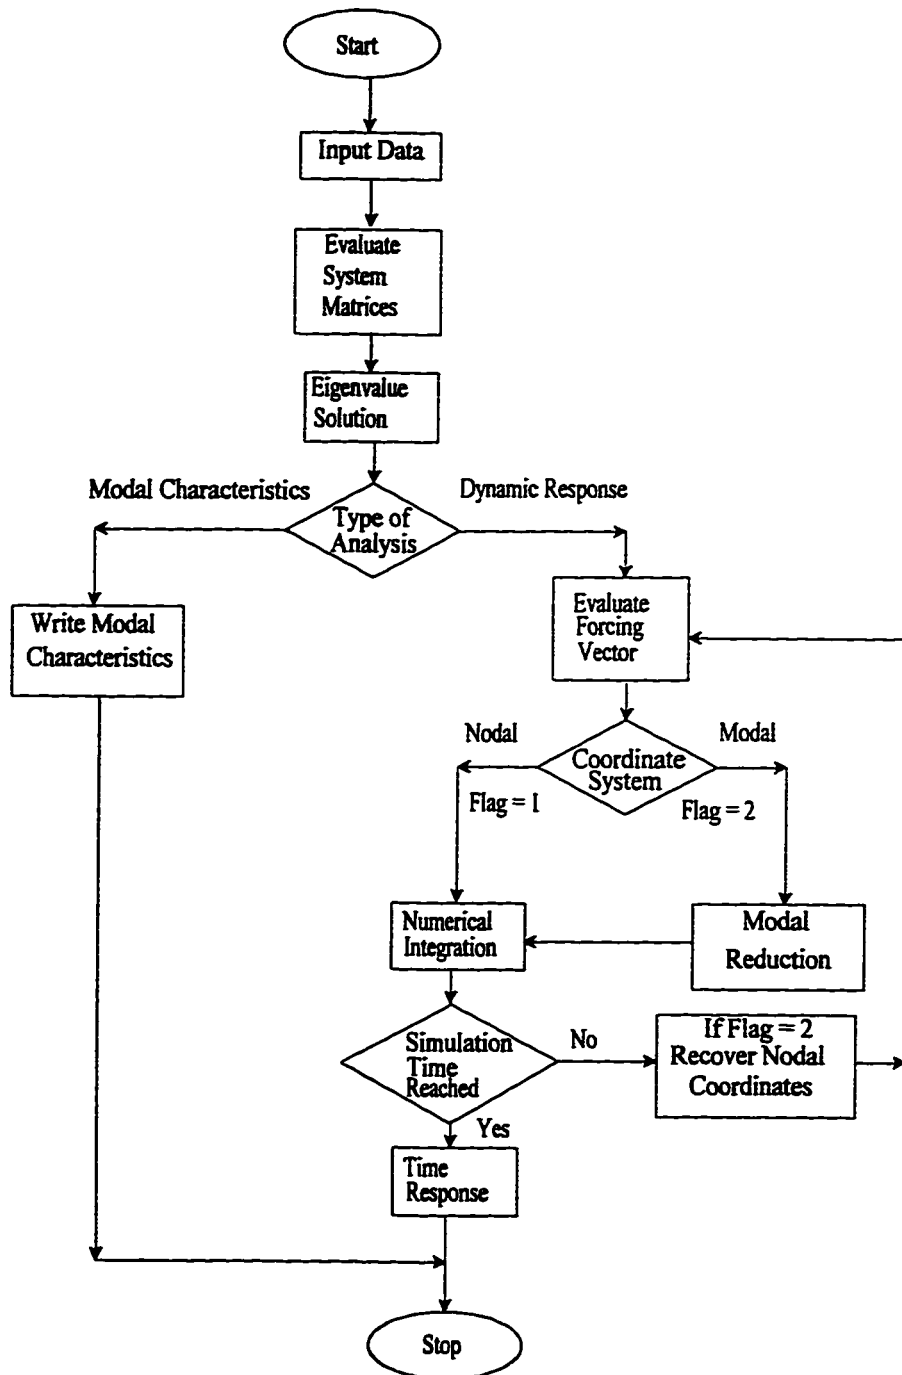 Start
Input Data
Evaluate
System
Matrices
Eigenvalue
Solution
Modal Characteristics
Dynamic Response
Type of
Analysis
Write Modal
Characteristics
Evaluate
Forcing
Vector
Nodal
Modal
Coordinate
System
Flag = 1
Flag = 2
Numerical
Integration
Modal
Reduction
Simulation
Time
Reached
No
If Flag = 2
Recover Nodal
Coordinates
Yes
Time
Response
Stop